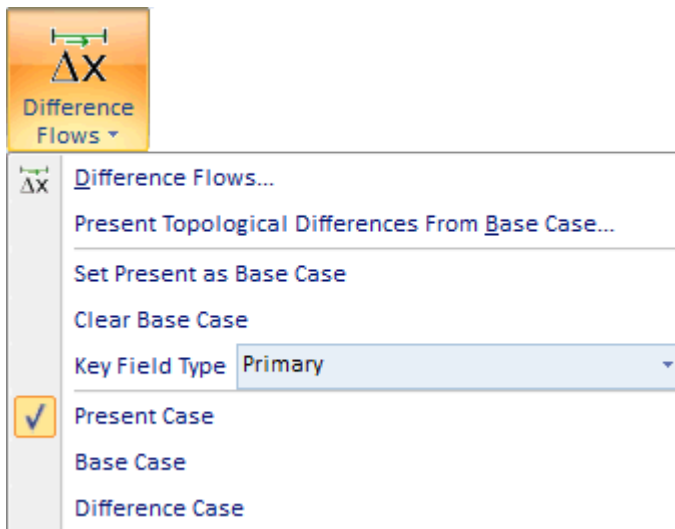 Δx
Difference
Flows
Δx Difference Flows...
Present Topological Differences From Base Case...
Set Present as Base Case
Clear Base Case
Key Field Type Primary
Present Case
Base Case
Difference Case